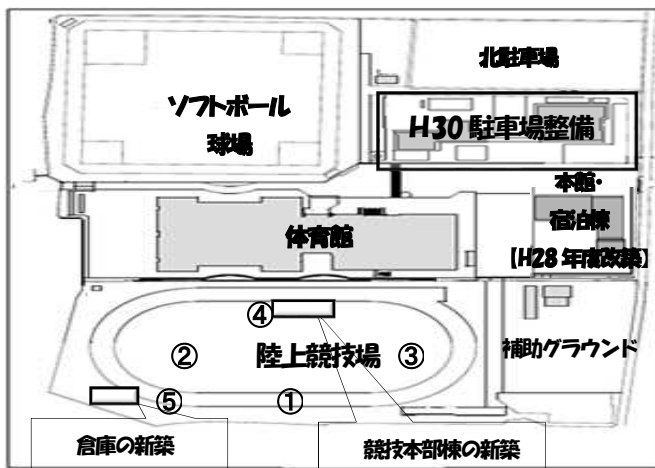 北駐車場
ソフトボール
球場
H30 駐車場整備
本館・
宿泊棟
【H28 年度改築】
体育館
④
② 陸上競技場 ③
補助グラウンド
⑤ ①
倉庫の新築
競技本部棟の新築